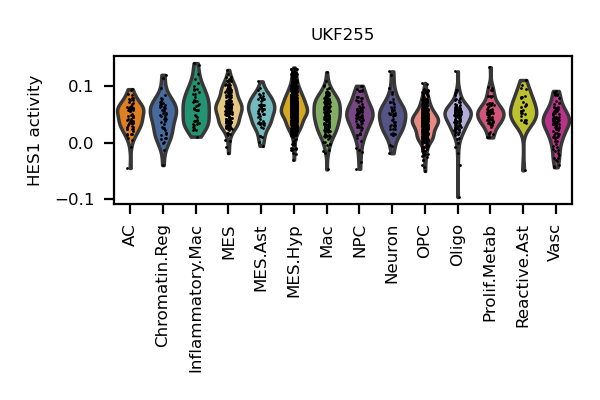 UKF255
HES1 activity
0.1
0.0
−0.1
AC
Chromatin.Reg
Inflammatory.Mac
MES
MES.Ast
MES.Hyp
Mac
NPC
Neuron
OPC
Oligo
Prolif.Metab
Reactive.Ast
Vasc